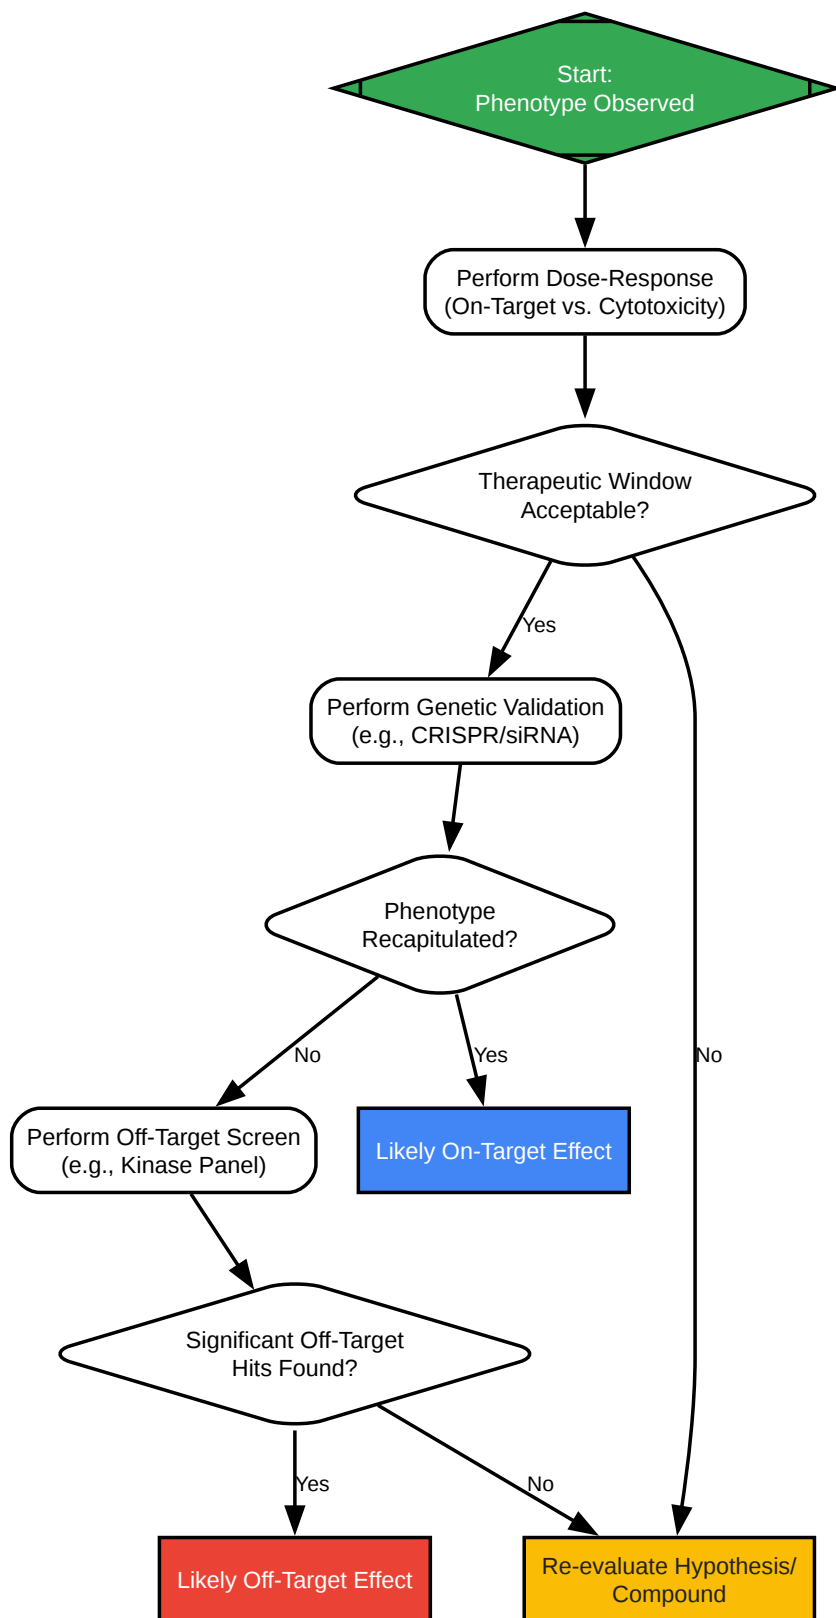 Start:
Phenotype Observed
Perform Dose-Response
(On-Target vs. Cytotoxicity)
Therapeutic Window
Acceptable?
Yes
Perform Genetic Validation
(e.g., CRISPR/siRNA)
Phenotype
Recapitulated?
No
Yes
No
Perform Off-Target Screen
(e.g., Kinase Panel)
Likely On-Target Effect
Significant Off-Target
Hits Found?
Yes
No
Likely Off-Target Effect
Re-evaluate Hypothesis/
Compound